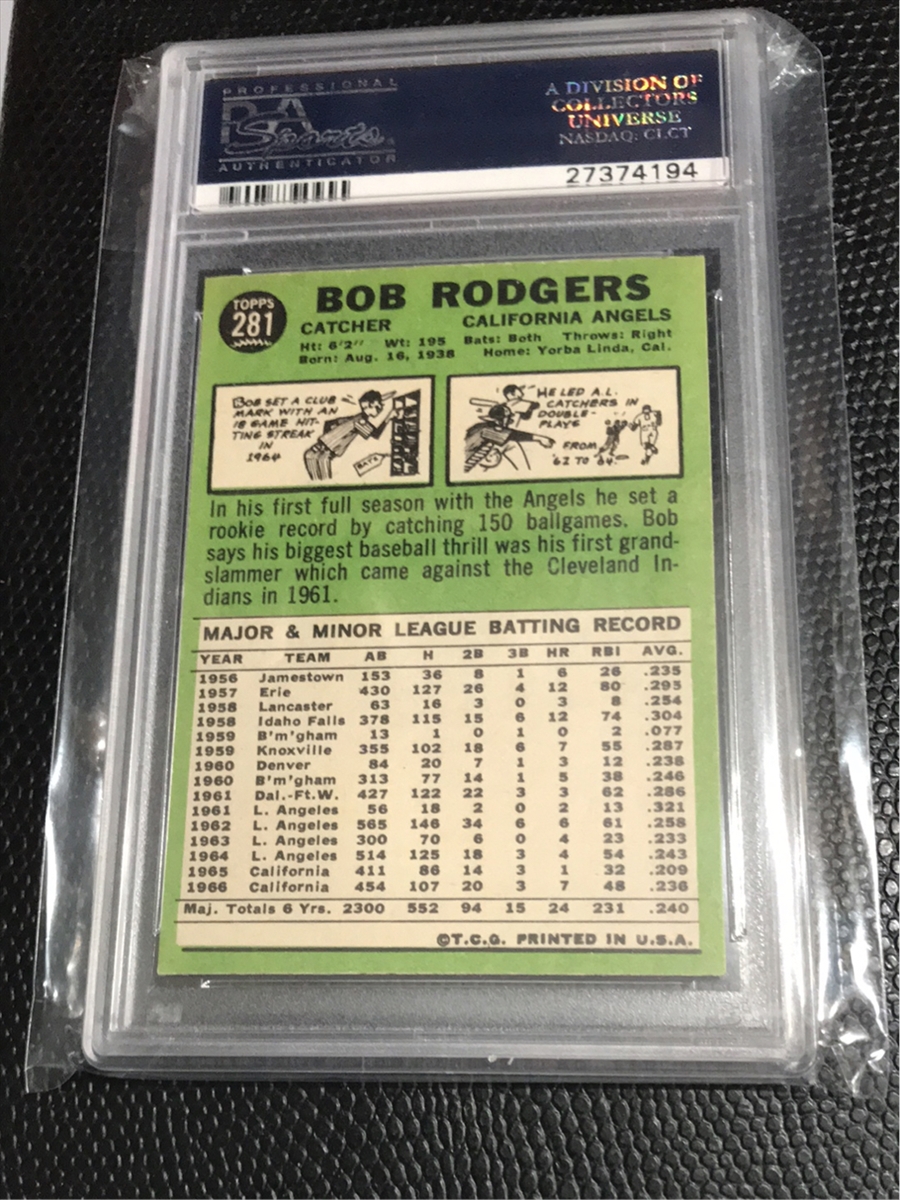 PROFESSIONAL
PSA
Sports
AUTHENTICATOR
A DIVISION OF
COLLECTORS
UNIVERSE
NASDAQ: CLCT
27374194
TOPPS
281
BOB RODGERS
CATCHER CALIFORNIA ANGELS
Ht: 6'2" Wt: 195 Bats: Both Throws: Right
Born: Aug. 16, 1938 Home: Yorba Linda, Cal.
BOB SET A CLUB
MARK WITH AN
18 GAME HIT-
TING STREAK
IN
1964
BATS
HE LED A.L.
CATCHERS IN
DOUBLE-
PLAYS
FROM
'62 TO '64.
In his first full season with the Angels he set a
rookie record by catching 150 ballgames. Bob
says his biggest baseball thrill was his first grand-
slammer which came against the Cleveland In-
dians in 1961.
MAJOR & MINOR LEAGUE BATTING RECORD
YEAR TEAM AB H 2B 3B HR RBI AVG.
1956 Jamestown 153 36 8 1 6 26 .235
1957 Erie 430 127 26 4 12 80 .295
1958 Lancaster 63 16 3 0 3 8 .254
1958 Idaho Falls 378 115 15 6 12 74 .304
1959 B'm'gham 13 1 0 1 0 2 .077
1959 Knoxville 355 102 18 6 7 55 .287
1960 Denver 84 20 7 1 3 12 .238
1960 B'm'gham 313 77 14 1 5 38 .246
1961 Dal.-Ft.W. 427 122 22 3 3 62 .286
1961 L. Angeles 56 18 2 0 2 13 .321
1962 L. Angeles 565 146 34 6 6 61 .258
1963 L. Angeles 300 70 6 0 4 23 .233
1964 L. Angeles 514 125 18 3 4 54 .243
1965 California 411 86 14 3 1 32 .209
1966 California 454 107 20 3 7 48 .236
Maj. Totals 6 Yrs. 2300 552 94 15 24 231 .240
©T.C.G. PRINTED IN U.S.A.